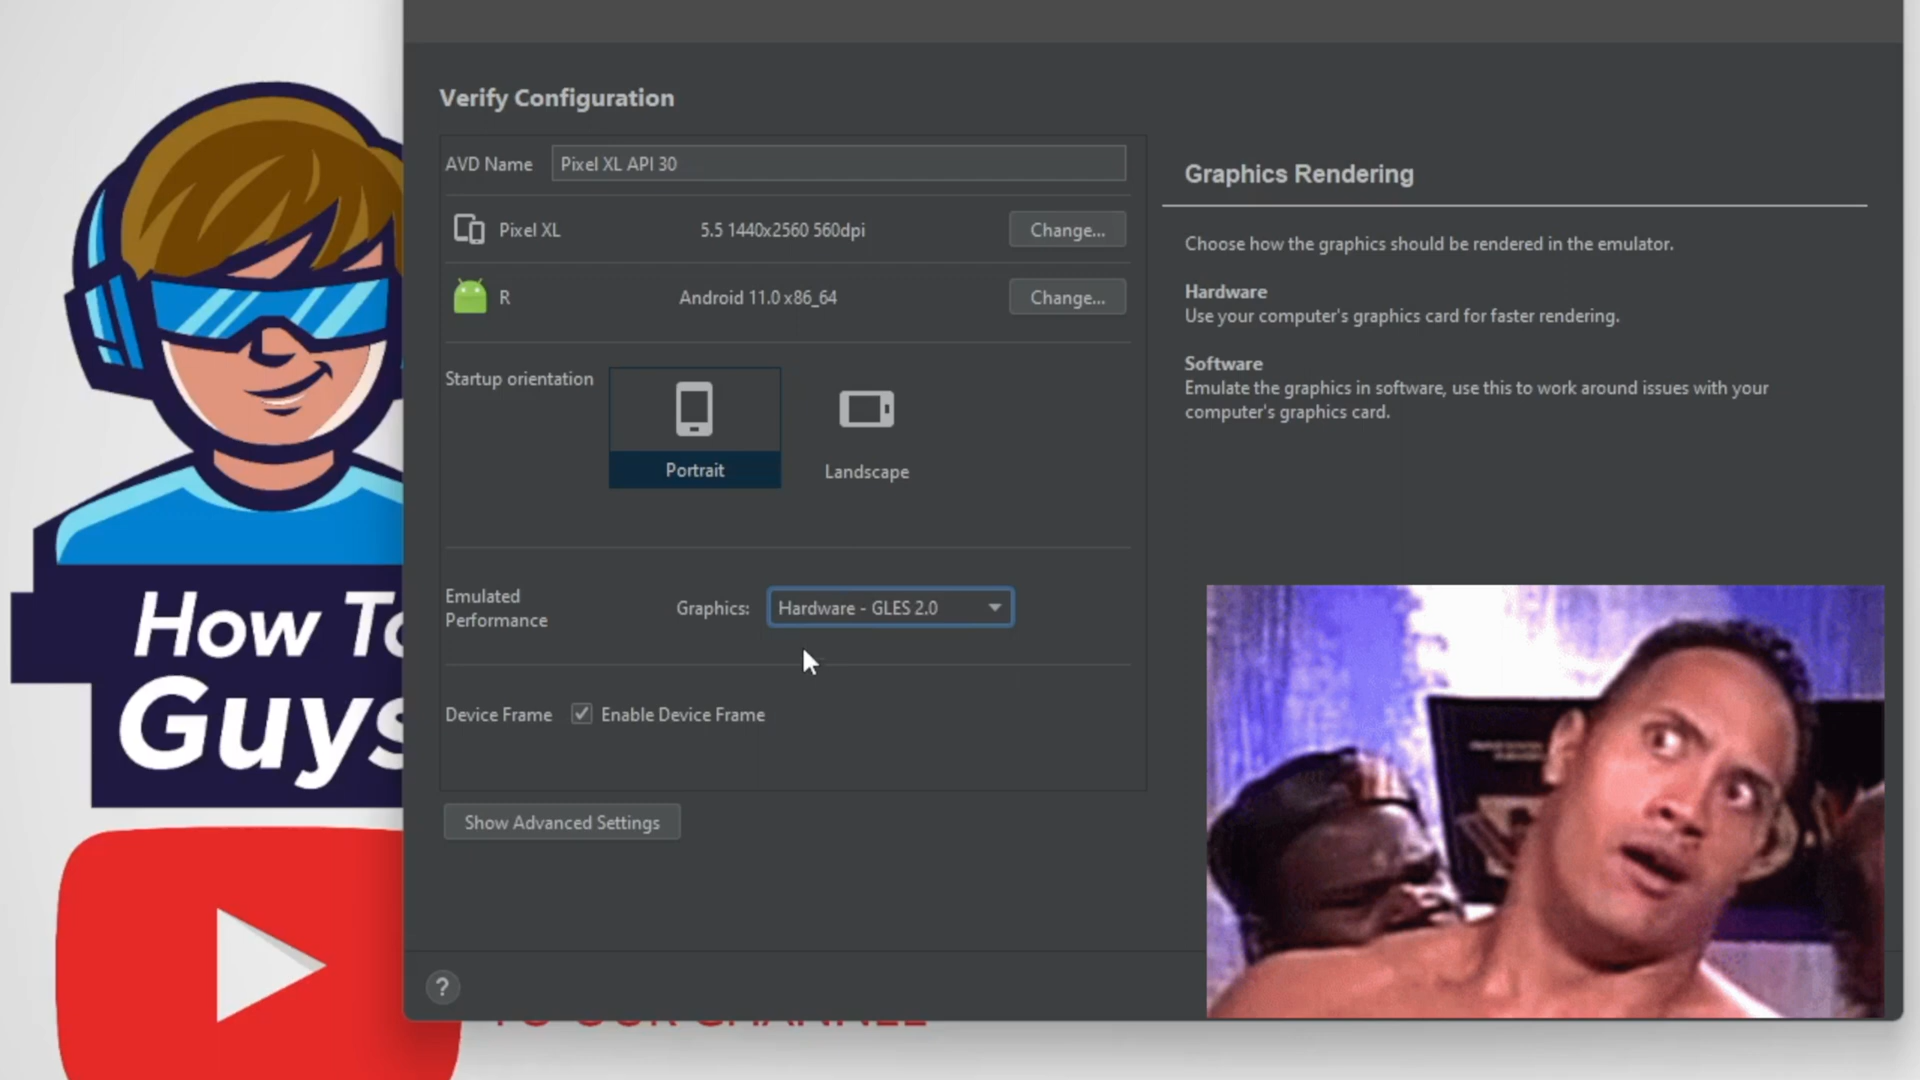 Verify Configuration
AVD Name Pixel XL API 30
Pixel XL 5.5 1440x2560 560dpi Change...
R Android 11.0 x86_64 Change...
Startup orientation
Portrait
Landscape
Emulated
Performance
Graphics: Hardware - GLES 2.0
Device Frame Enable Device Frame
Show Advanced Settings
?
Graphics Rendering
Choose how the graphics should be rendered in the emulator.
Hardware
Use your computer's graphics card for faster rendering.
Software
Emulate the graphics in software, use this to work around issues with your
computer's graphics card.
How To
Guys
TO OUR CHANNEL